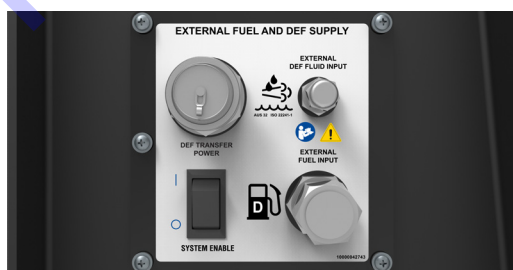 EXTERNAL FUEL AND DEF SUPPLY
EXTERNAL
DEF FLUID INPUT
AUS 32 ISO 22241-1
DEF TRANSFER
POWER
EXTERNAL
FUEL INPUT
I
O
D
SYSTEM ENABLE
19090042743